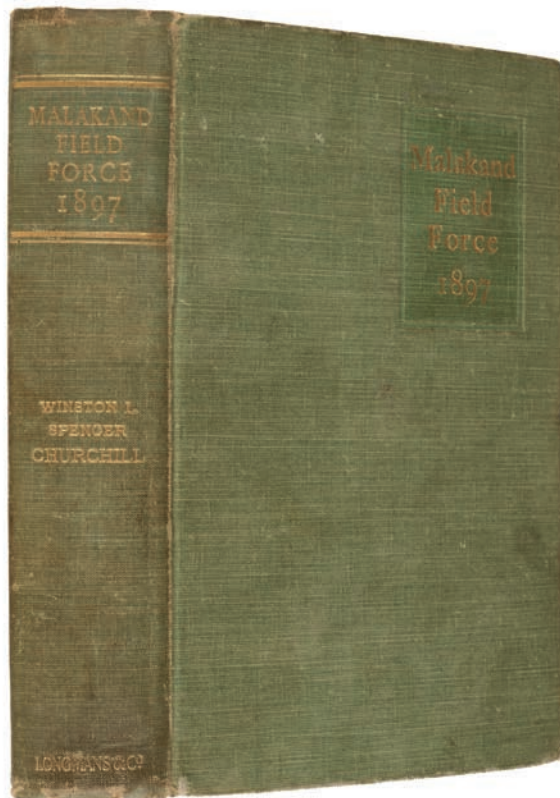 MALAKAND
FIELD
FORCE
1897
WINSTON L.
SPENCER
CHURCHILL
LONGMANS & Co
Malakand
Field
Force
1897